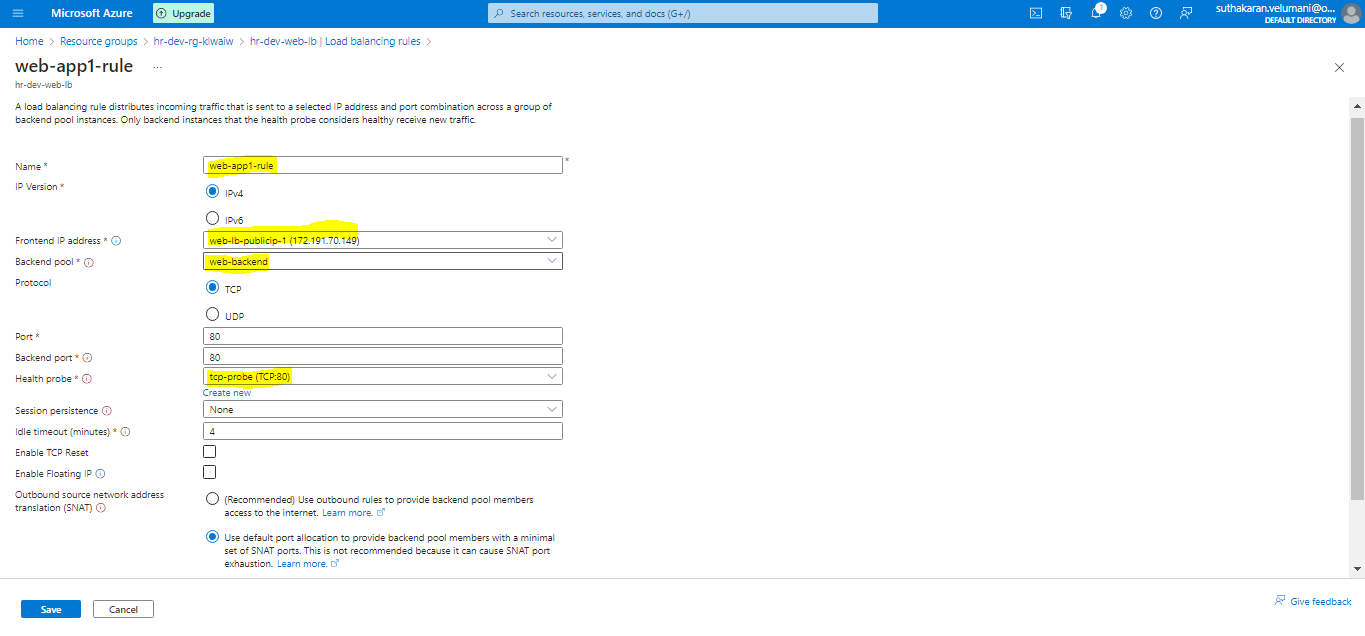 Microsoft Azure
Upgrade
Search resources, services, and docs (G+/)
1
suthakaran.velumani@o...
DEFAULT DIRECTORY
Home > Resource groups > hr-dev-rg-klwaiw > hr-dev-web-lb | Load balancing rules >
web-app1-rule ...
hr-dev-web-lb
A load balancing rule distributes incoming traffic that is sent to a selected IP address and port combination across a group of
backend pool instances. Only backend instances that the health probe considers healthy receive new traffic.
Name * web-app1-rule *
IP Version * IPv4
IPv6
Frontend IP address * web-lb-publicip-1 (172.191.70.149)
Backend pool * web-backend
Protocol TCP
UDP
Port * 80
Backend port * 80
Health probe * tcp-probe (TCP:80)
Create new
Session persistence None
Idle timeout (minutes) * 4
Enable TCP Reset
Enable Floating IP
Outbound source network address
translation (SNAT)
(Recommended) Use outbound rules to provide backend pool members
access to the internet. Learn more.
Use default port allocation to provide backend pool members with a minimal
set of SNAT ports. This is not recommended because it can cause SNAT port
exhaustion. Learn more.
Save Cancel
Give feedback